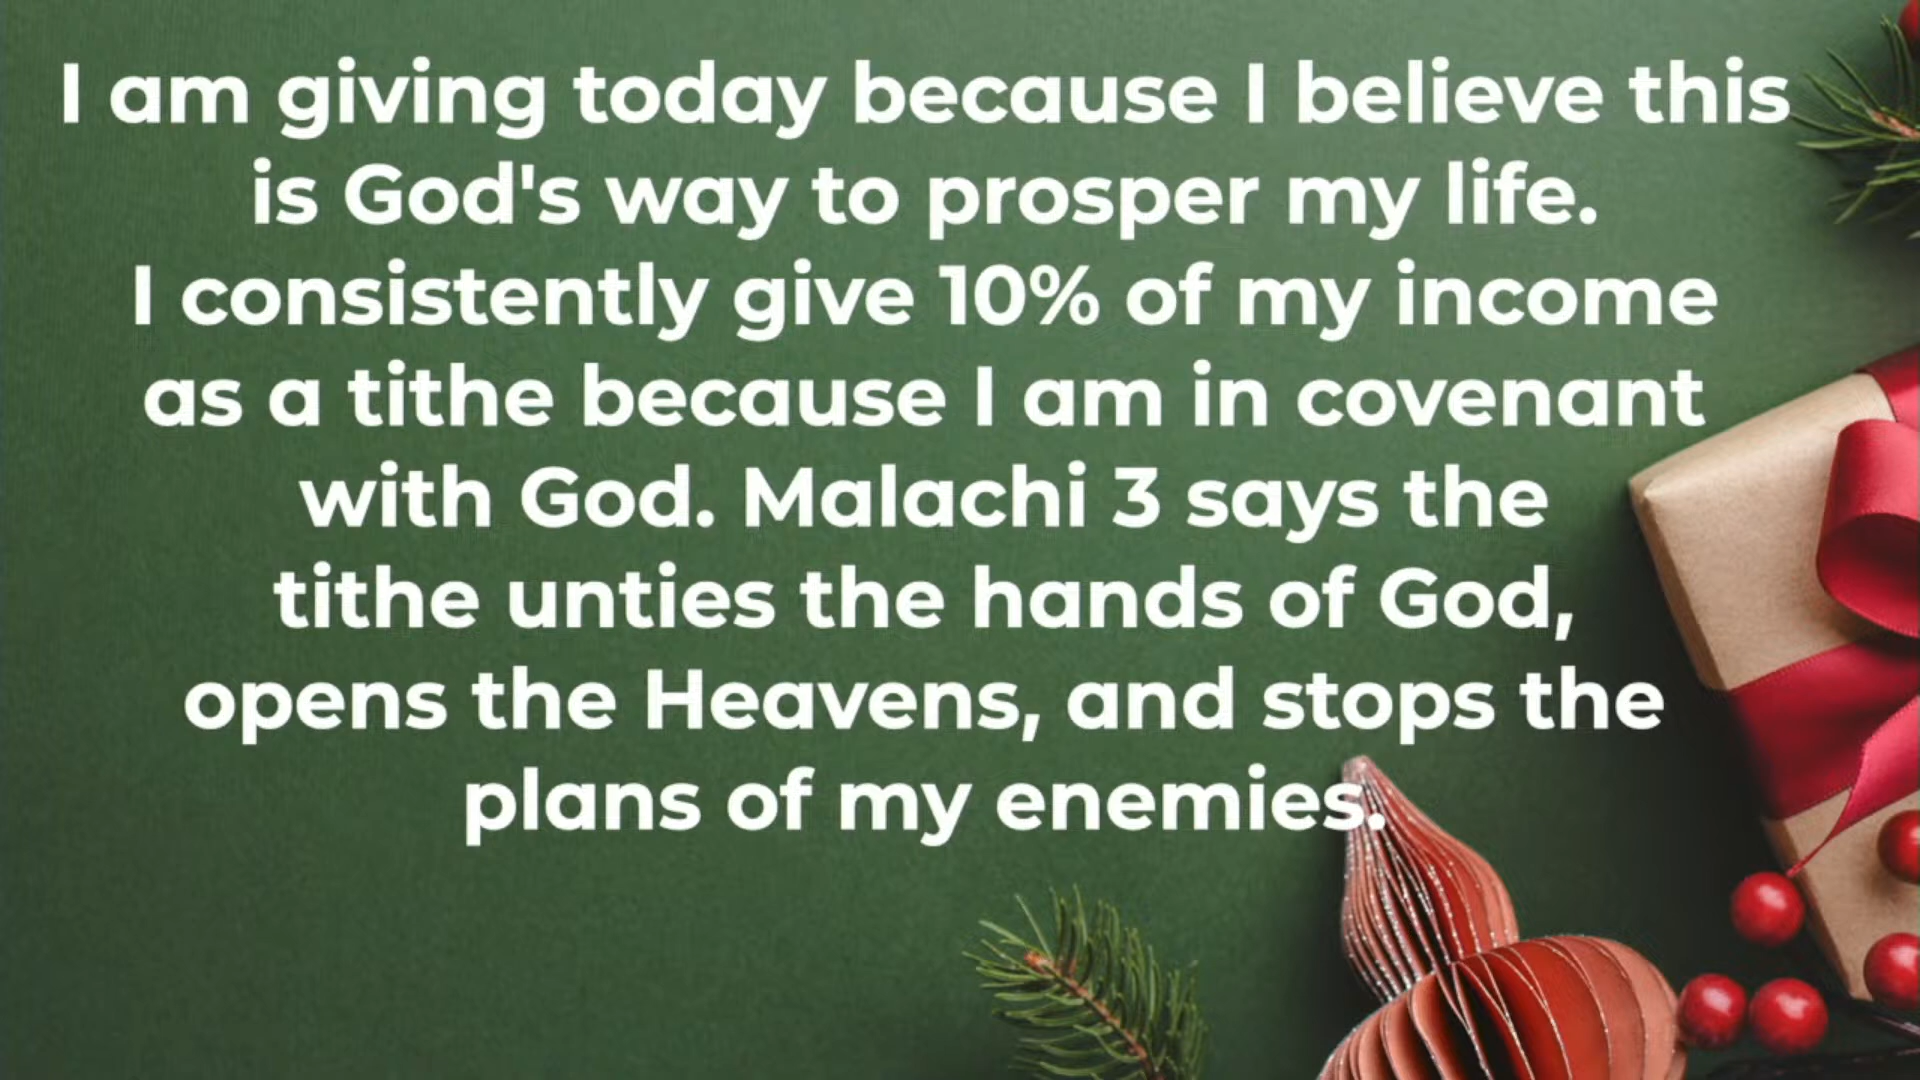 I am giving today because I believe this
is God's way to prosper my life.
I consistently give 10% of my income
as a tithe because I am in covenant
with God. Malachi 3 says the
tithe unties the hands of God,
opens the Heavens, and stops the
plans of my enemies.